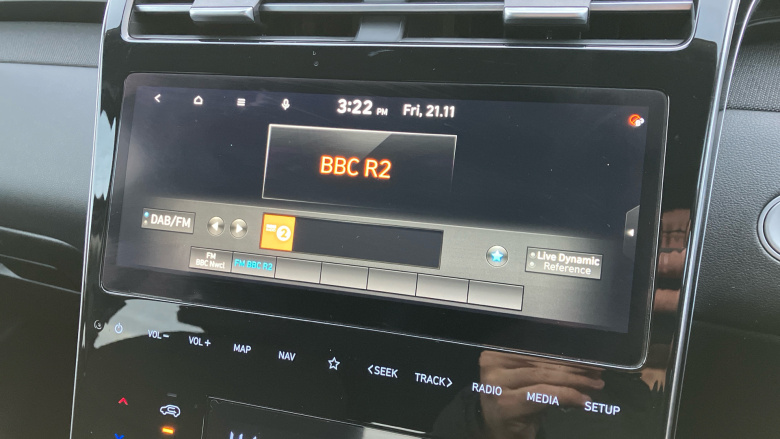 3:22 PM Fri, 21.11
BBC R2
DAB/FM
2
Live Dynamic
Reference
FM
BBC Nwcl
FM BBC R2
VOL−
VOL+
MAP
NAV
<SEEK
TRACK>
RADIO
MEDIA
SETUP